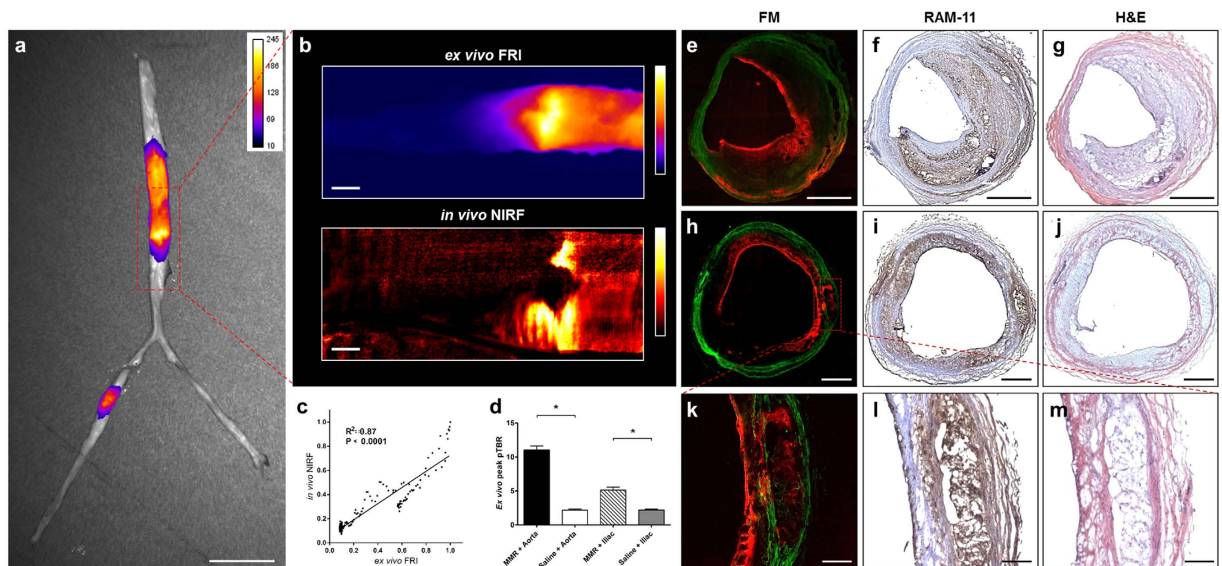 FM RAM-11 H&E
a
245
186
128
69
10
b
ex vivo FRI
in vivo NIRF
e
f
g
h
i
j
k
l
m
c
R²=0.87
P < 0.0001
in vivo NIRF
1.0
0.8
0.6
0.4
0.2
0.0
0.0 0.2 0.4 0.6 0.8 1.0
ex vivo FRI
d
*
*
Ex vivo peak pTBR
15
10
5
0
MMR + Aorta
Saline + Aorta
MMR + Iliac
Saline + Iliac